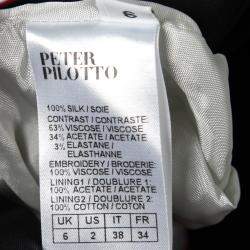 6
PETER
PILOTTO
100% SILK / SOIE
CONTRAST / CONTRASTE:
63% VISCOSE / VISCOSE
34% ACETATE / ACETATE
3% ELASTANE /
ELASTHANNE
EMBROIDERY / BRODERIE:
100% VISCOSE / VISCOSE
LINING1 / DOUBLURE 1:
100% ACETATE / ACETATE
LINING2 / DOUBLURE 2:
100% COTTON / COTON
UK US IT FR
6 2 38 34